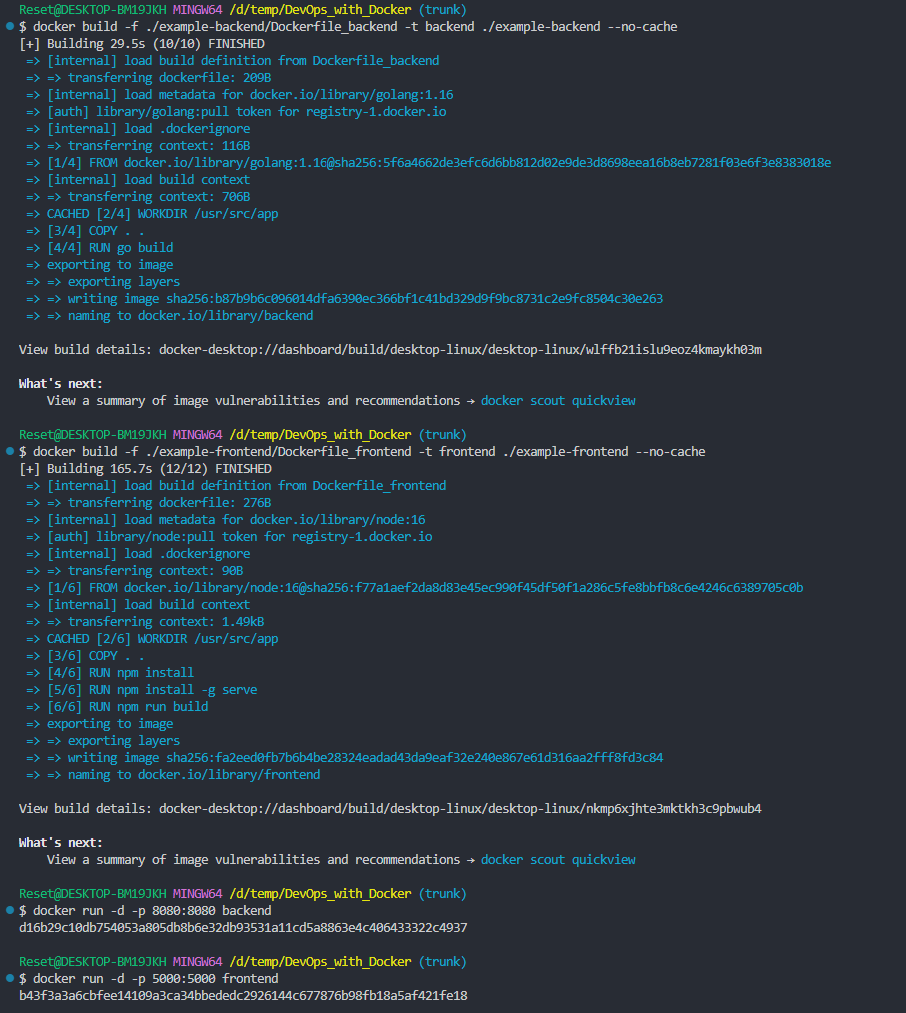 Reset@DESKTOP-BM19JKH MINGW64 /d/temp/DevOps_with_Docker (trunk)
$ docker build -f ./example-backend/Dockerfile_backend -t backend ./example-backend --no-cache
[+] Building 29.5s (10/10) FINISHED
=> [internal] load build definition from Dockerfile_backend
=> => transferring dockerfile: 209B
=> [internal] load metadata for docker.io/library/golang:1.16
=> [auth] library/golang:pull token for registry-1.docker.io
=> [internal] load .dockerignore
=> => transferring context: 116B
=> [1/4] FROM docker.io/library/golang:1.16@sha256:5f6a4662de3efc6d6bb812d02e9de3d8698eea16b8eb7281f03e6f3e8383018e
=> [internal] load build context
=> => transferring context: 706B
=> CACHED [2/4] WORKDIR /usr/src/app
=> [3/4] COPY . .
=> [4/4] RUN go build
=> exporting to image
=> => exporting layers
=> => writing image sha256:b87b9b6c096014dfa6390ec366bf1c41bd329d9f9bc8731c2e9fc8504c30e263
=> => naming to docker.io/library/backend
View build details: docker-desktop://dashboard/build/desktop-linux/desktop-linux/wlffb21islu9eoz4kmaykh03m
What's next:
View a summary of image vulnerabilities and recommendations → docker scout quickview
Reset@DESKTOP-BM19JKH MINGW64 /d/temp/DevOps_with_Docker (trunk)
$ docker build -f ./example-frontend/Dockerfile_frontend -t frontend ./example-frontend --no-cache
[+] Building 165.7s (12/12) FINISHED
=> [internal] load build definition from Dockerfile_frontend
=> => transferring dockerfile: 276B
=> [internal] load metadata for docker.io/library/node:16
=> [auth] library/node:pull token for registry-1.docker.io
=> [internal] load .dockerignore
=> => transferring context: 90B
=> [1/6] FROM docker.io/library/node:16@sha256:f77a1aef2da8d83e45ec990f45df50f1a286c5fe8bbfb8c6e4246c6389705c0b
=> [internal] load build context
=> => transferring context: 1.49kB
=> CACHED [2/6] WORKDIR /usr/src/app
=> [3/6] COPY . .
=> [4/6] RUN npm install
=> [5/6] RUN npm install -g serve
=> [6/6] RUN npm run build
=> exporting to image
=> => exporting layers
=> => writing image sha256:fa2eed0fb7b6b4be28324eadad43da9eaf32e240e867e61d316aa2fff8fd3c84
=> => naming to docker.io/library/frontend
View build details: docker-desktop://dashboard/build/desktop-linux/desktop-linux/nkmp6xjhte3mktkh3c9pbwub4
What's next:
View a summary of image vulnerabilities and recommendations → docker scout quickview
Reset@DESKTOP-BM19JKH MINGW64 /d/temp/DevOps_with_Docker (trunk)
$ docker run -d -p 8080:8080 backend
d16b29c10db754053a805db8b6e32db93531a11cd5a8863e4c406433322c4937
Reset@DESKTOP-BM19JKH MINGW64 /d/temp/DevOps_with_Docker (trunk)
$ docker run -d -p 5000:5000 frontend
b43f3a3a6cbfee14109a3ca34bbededc2926144c677876b98fb18a5af421fe18